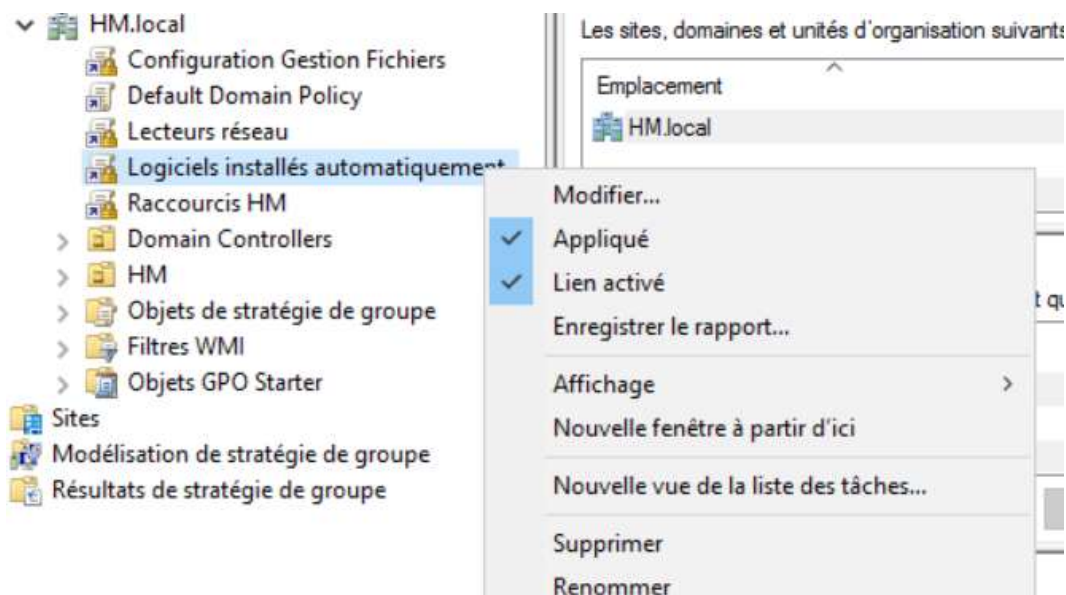 HM.local
Configuration Gestion Fichiers
Default Domain Policy
Lecteurs réseau
Logiciels installés automatiquement
Raccourcis HM
Domain Controllers
HM
Objets de stratégie de groupe
Filtres WMI
Objets GPO Starter
Sites
Modélisation de stratégie de groupe
Résultats de stratégie de groupe
Les sites, domaines et unités d'organisation suivants
Emplacement
HM.local
Modifier...
Appliqué
Lien activé
Enregistrer le rapport...
Affichage
Nouvelle fenêtre à partir d'ici
Nouvelle vue de la liste des tâches...
Supprimer
Renommer